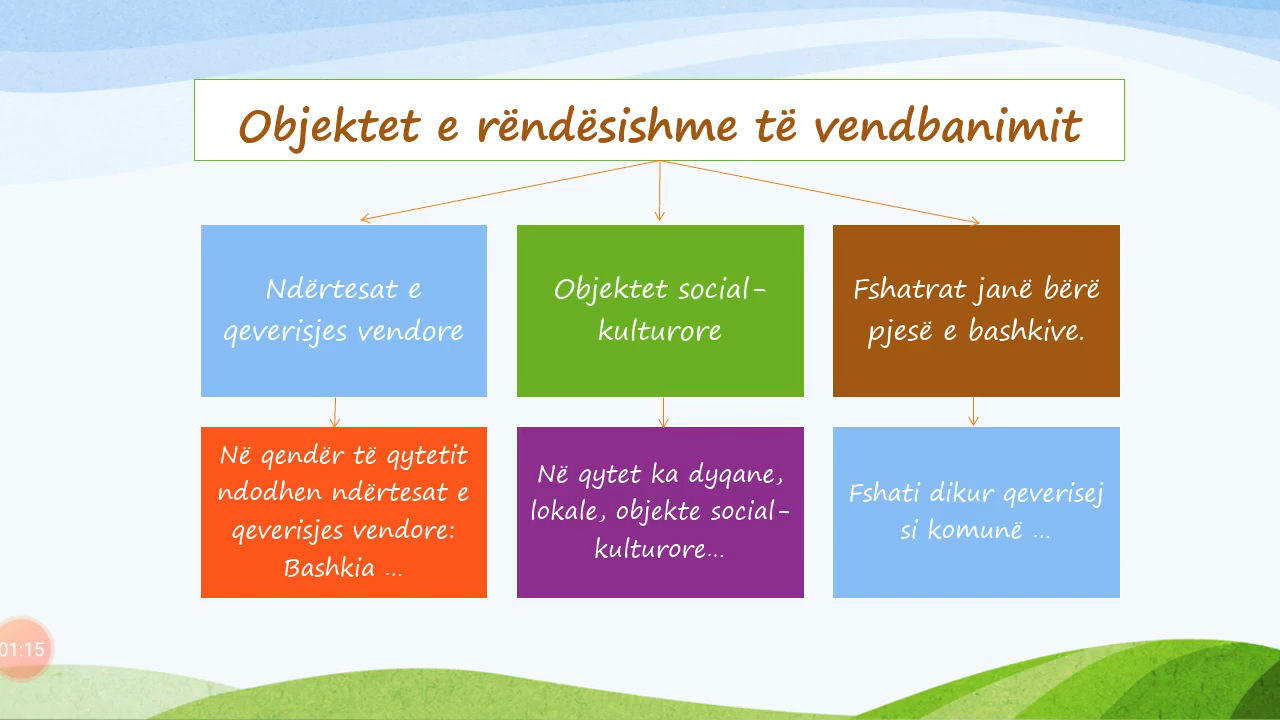 Objektet e rëndësishme të vendbanimit
Ndërtesat e
qeverisjes vendore
Objektet social-
kulturore
Fshatrat janë bërë
pjesë e bashkive.
Në qendër të qytetit
ndodhen ndërtesat e
qeverisjes vendore:
Bashkia ...
Në qytet ka dyqane,
lokale, objekte social-
kulturore...
Fshati dikur qeverisej
si komunë ...
01:15